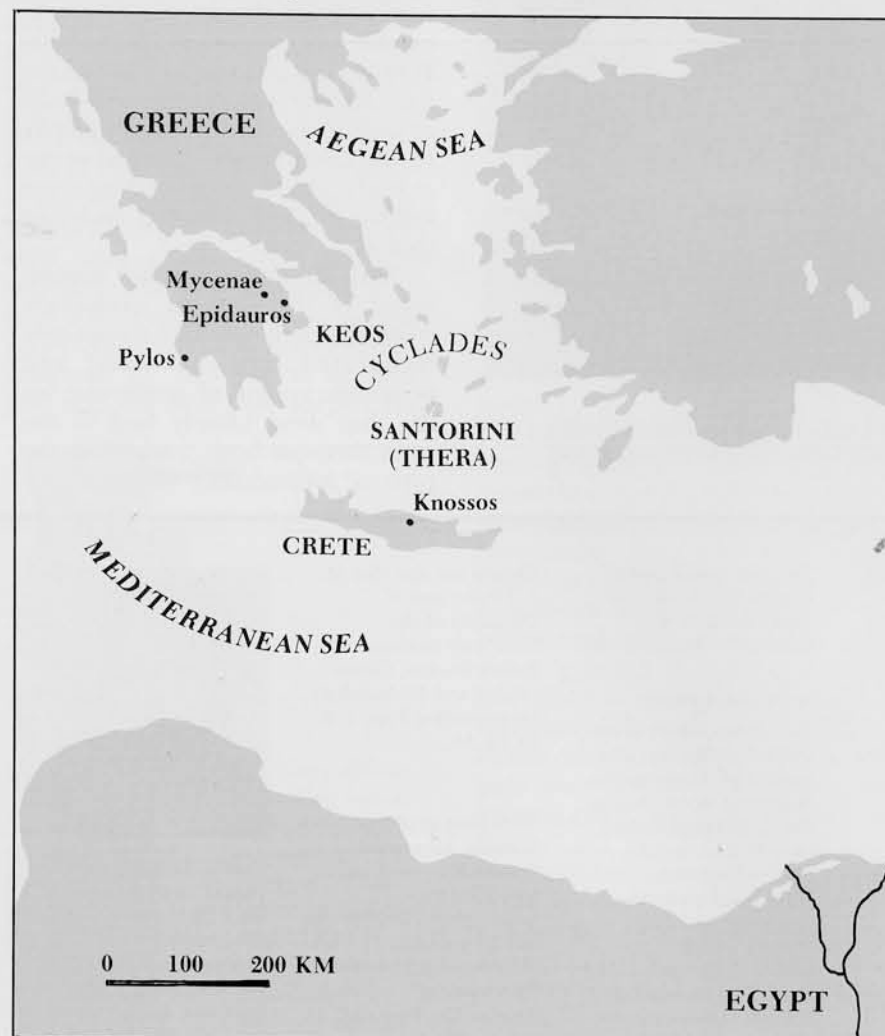 GREECE
AEGEAN SEA
Mycenae
Epidauros
KEOS
CYCLADES
Pylos
SANTORINI
(THERA)
Knossos
CRETE
MEDITERRANEAN SEA
0 100 200 KM
EGYPT